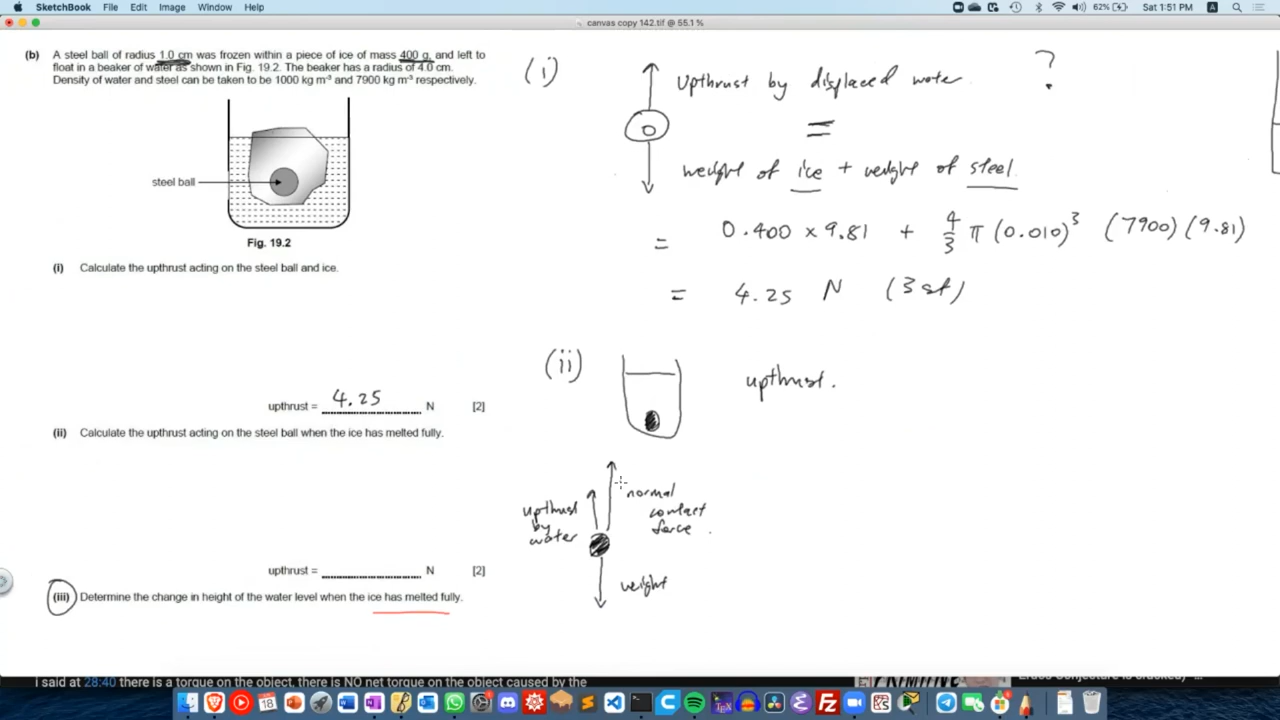 SketchBook File Edit Image Window Help
62% Sat 1:51 PM
canvas copy 142.tif @ 55.1 %
(b) A steel ball of radius 1.0 cm was frozen within a piece of ice of mass 400 g, and left to
float in a beaker of water as shown in Fig. 19.2. The beaker has a radius of 4.0 cm.
Density of water and steel can be taken to be 1000 kg m⁻³ and 7900 kg m⁻³ respectively.
steel ball
Fig. 19.2
(i) Calculate the upthrust acting on the steel ball and ice.
upthrust = 4.25 N [2]
(ii) Calculate the upthrust acting on the steel ball when the ice has melted fully.
upthrust = N [2]
(iii) Determine the change in height of the water level when the ice has melted fully.
(i)
upthrust by displaced water ?
=
weight of ice + weight of steel
= 0.400 x 9.81 + 4/3 π (0.010)³ (7900)(9.81)
= 4.25 N (3 sf)
(ii) upthrust.
upthust by water
normal contact force.
weight
I said at 28:40 there is a torque on the object, there is NO net torque on the object caused by the